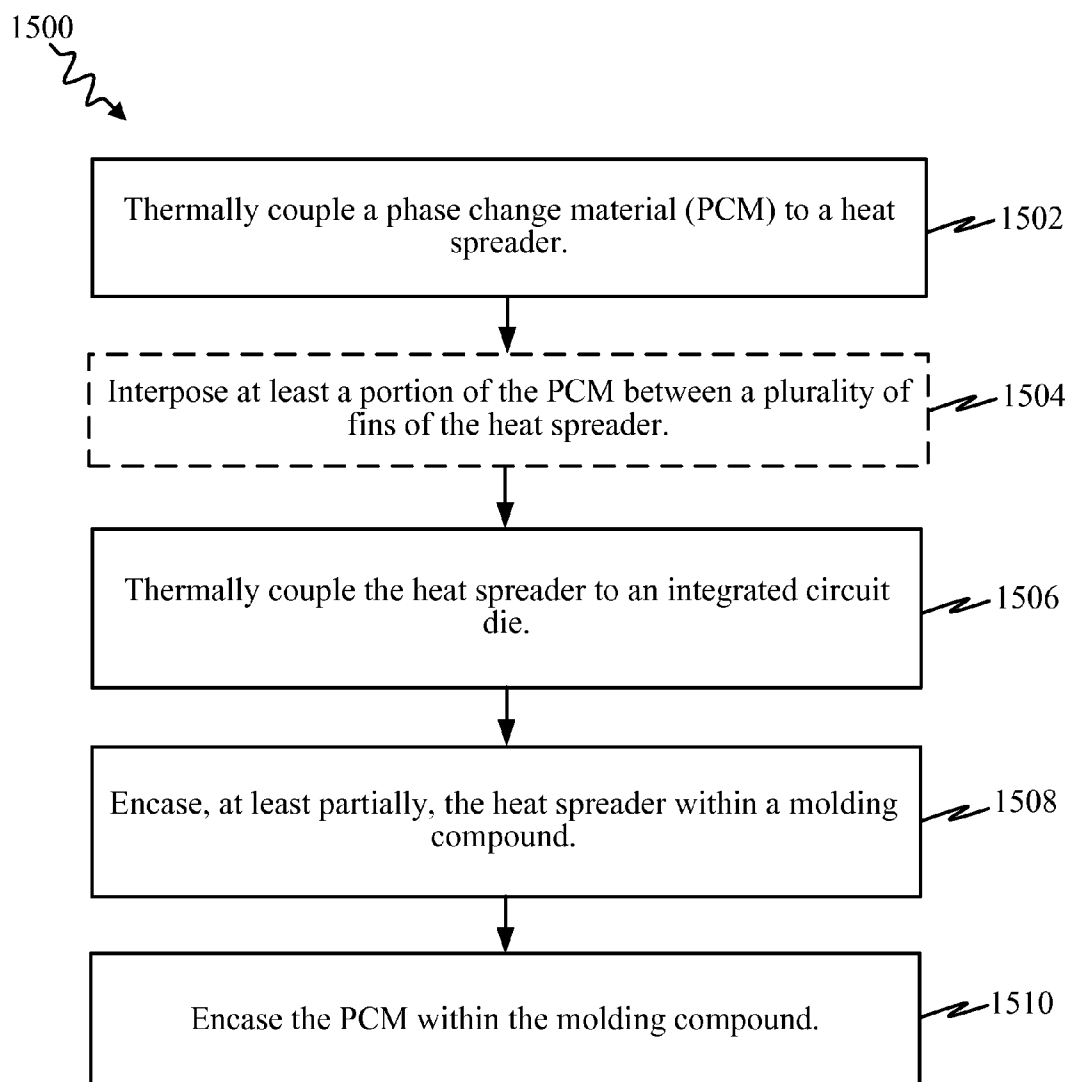 1500
Thermally couple a phase change material (PCM) to a heat
spreader.
1502
Interpose at least a portion of the PCM between a plurality of
fins of the heat spreader.
1504
Thermally couple the heat spreader to an integrated circuit
die.
1506
Encase, at least partially, the heat spreader within a molding
compound.
1508
Encase the PCM within the molding compound.
1510